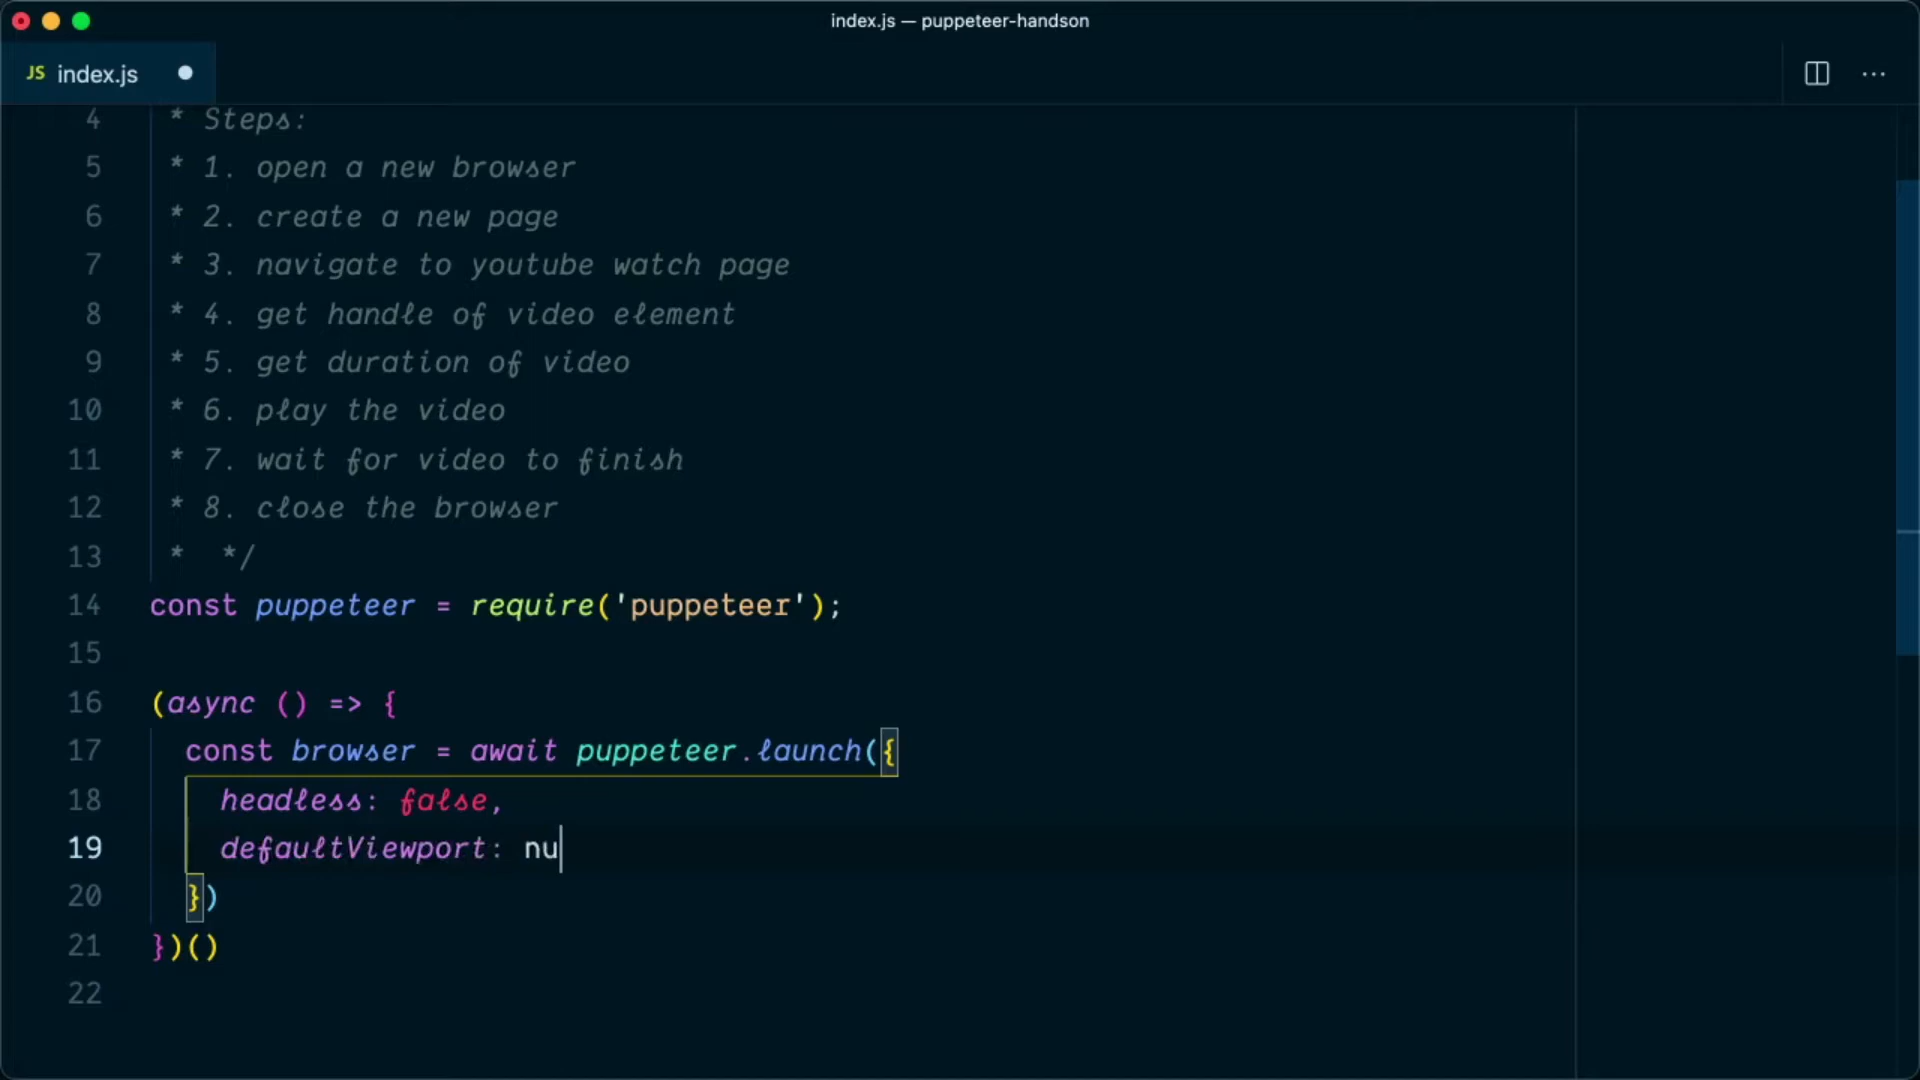 index.js — puppeteer-handson
JS index.js
4 * Steps:
5 * 1. open a new browser
6 * 2. create a new page
7 * 3. navigate to youtube watch page
8 * 4. get handle of video element
9 * 5. get duration of video
10 * 6. play the video
11 * 7. wait for video to finish
12 * 8. close the browser
13 *  */
14 const puppeteer = require('puppeteer');
15
16 (async () => {
17 const browser = await puppeteer.launch({
18 headless: false,
19 defaultViewport: nu
20 })
21 })()
22